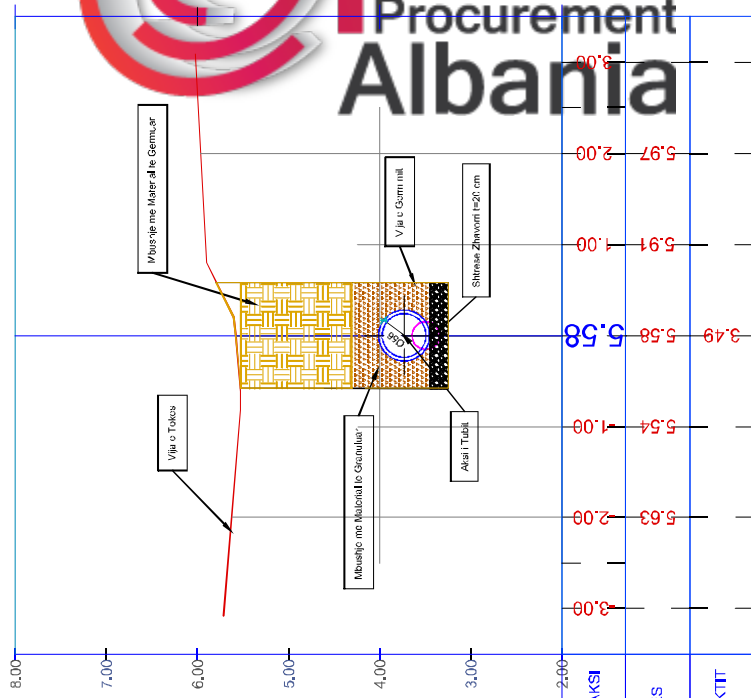 Procurement
Albania
Mbushje me Material te Germuar
Vija e Germimit
Shtrese Zhavorri t=20 cm
Vija e Tokes
Mbushje me Material te Granuluar
Aksi i Tubit
8.00
7.00
6.00
5.00
4.00
3.00
2.00
3.00
2.00
1.00
5.58
-1.00
-2.00
-3.00
AKSI
5.97
5.91
5.58
5.54
5.63
S
3.49
KTIT